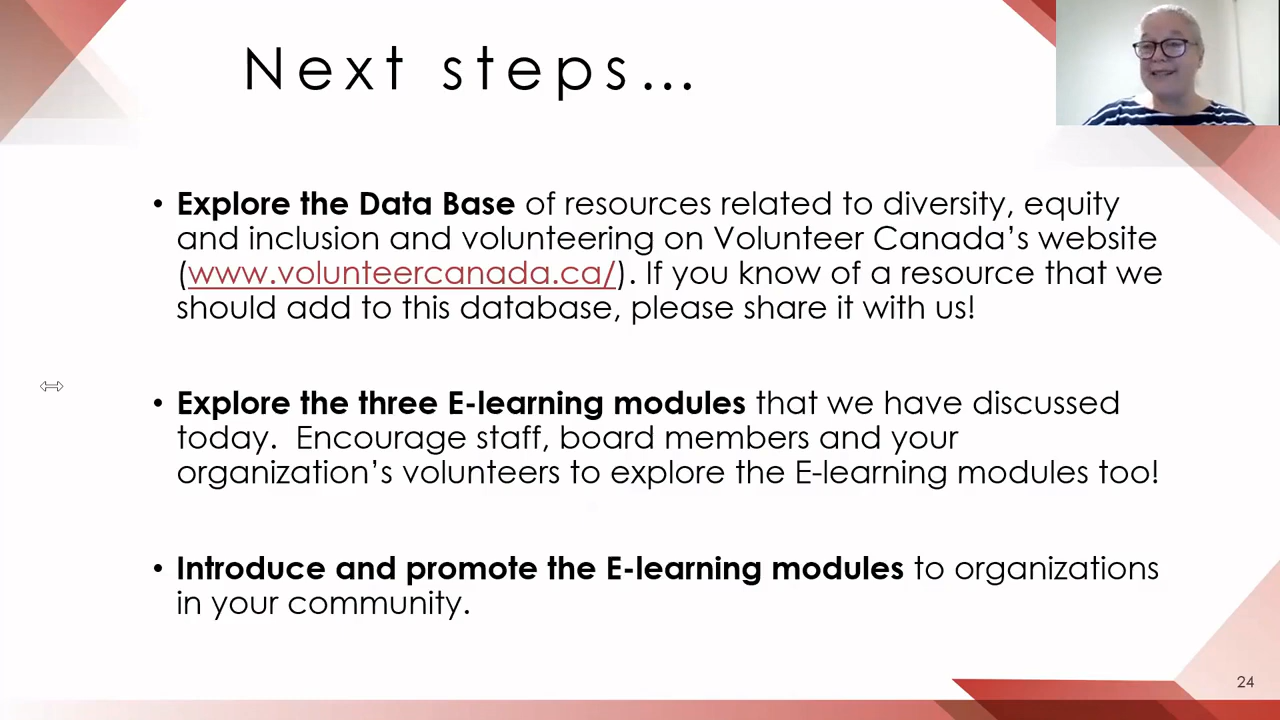 Next steps...
• Explore the Data Base of resources related to diversity, equity
and inclusion and volunteering on Volunteer Canada’s website
(www.volunteercanada.ca/). If you know of a resource that we
should add to this database, please share it with us!
• Explore the three E-learning modules that we have discussed
today.  Encourage staff, board members and your
organization’s volunteers to explore the E-learning modules too!
• Introduce and promote the E-learning modules to organizations
in your community.
24